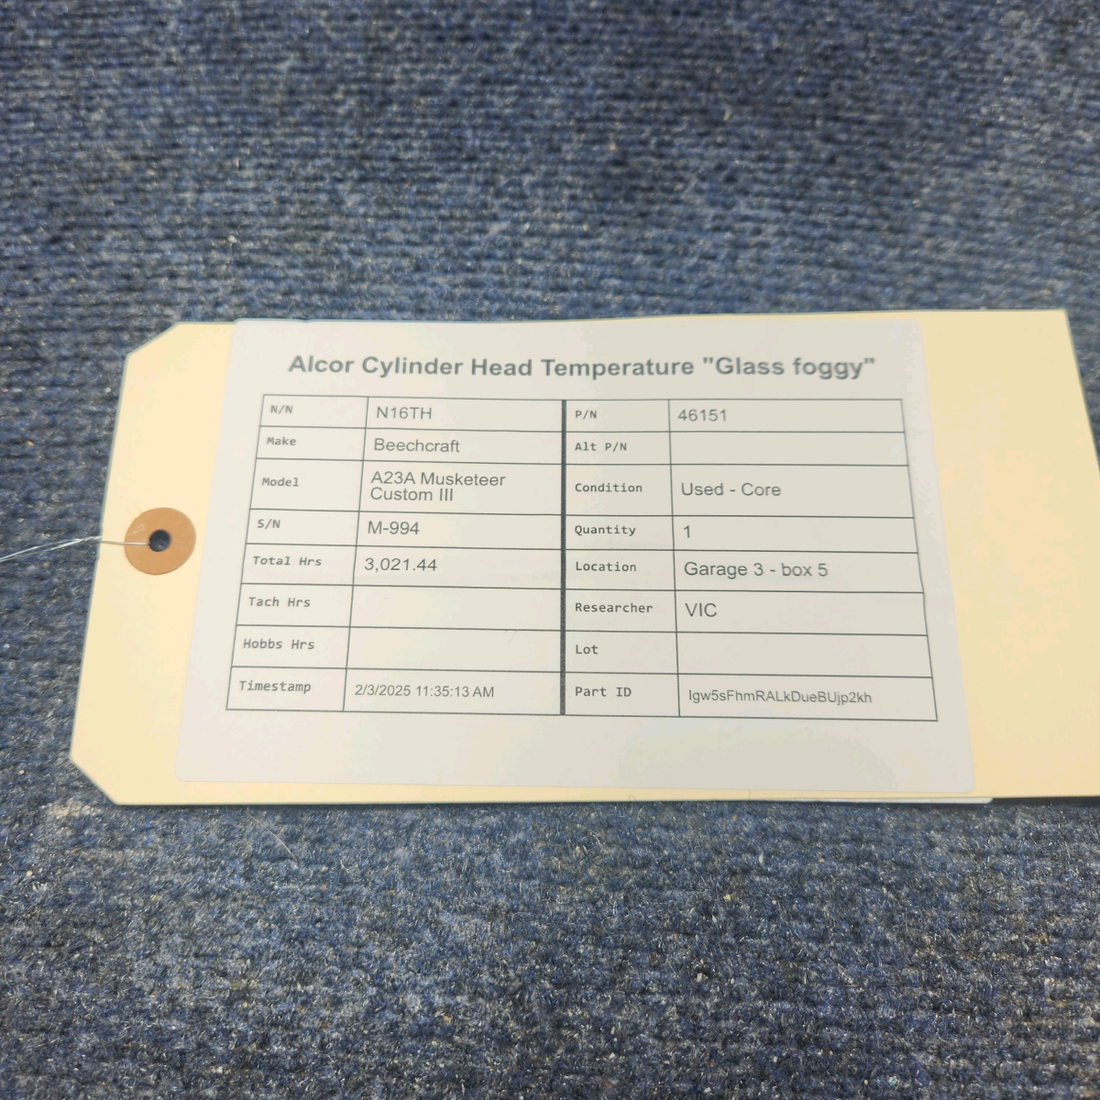 Alcor Cylinder Head Temperature "Glass foggy"
N/N N16TH P/N 46151
Make Beechcraft Alt P/N
Model A23A Musketeer Custom III Condition Used - Core
S/N M-994 Quantity 1
Total Hrs 3,021.44 Location Garage 3 - box 5
Tach Hrs Researcher VIC
Hobbs Hrs Lot
Timestamp 2/3/2025 11:35:13 AM Part ID Igw5sFhmRALkDueBUjp2kh